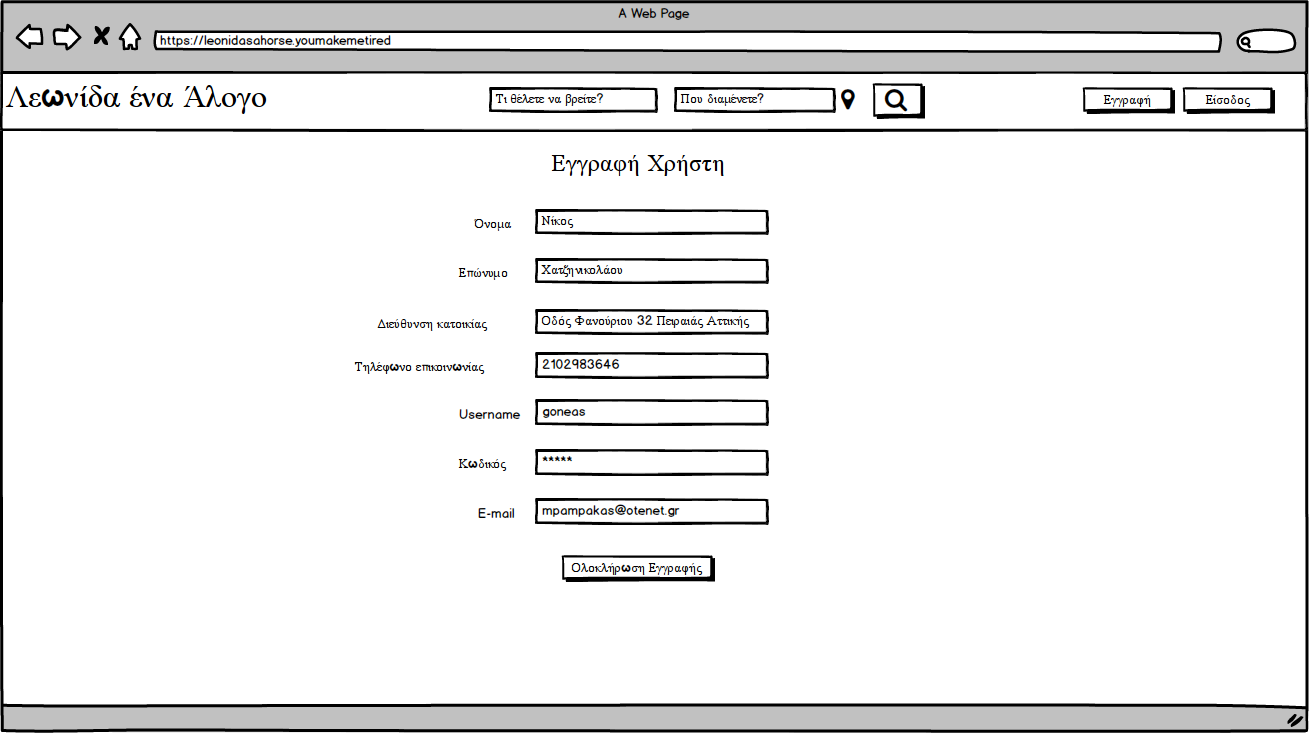 A Web Page
https://leonidasahorse.youmakemetired
Λεωνίδα ένα Άλογο
Τι θέλετε να βρείτε?
Που διαμένετε?
Εγγραφή
Είσοδος
Εγγραφή Χρήστη
Όνομα
Νίκος
Επώνυμο
Χατζηνικολάου
Διεύθυνση κατοικίας
Οδός Φανούριου 32 Πειραιάς Αττικής
Τηλέφωνο επικοινωνίας
2102983646
Username
goneas
Κωδικός
*****
E-mail
mpampakas@otenet.gr
Ολοκλήρωση Εγγραφής